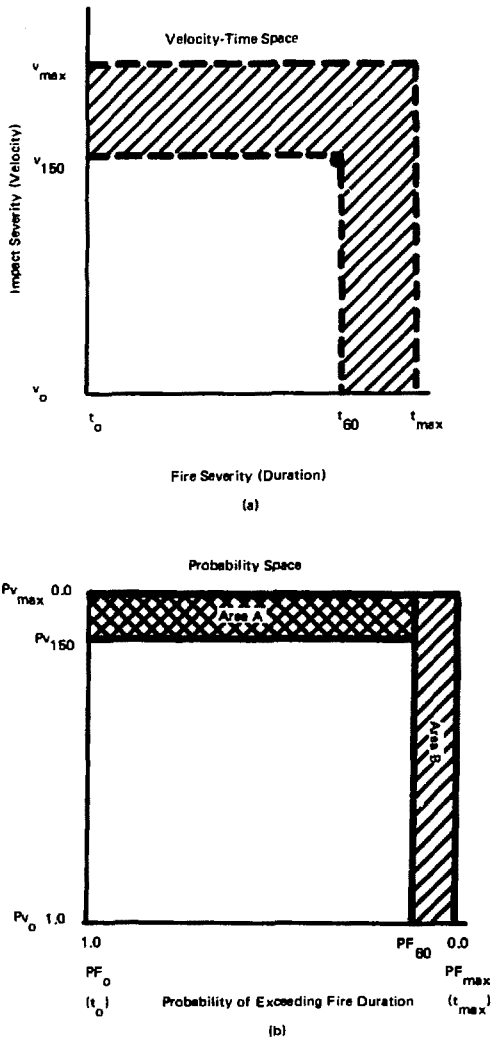 Velocity-Time Space
v max
v 150
Impact Severity (Velocity)
v o
t o t 60 t max
Fire Severity (Duration)
(a)
Probability Space
Pv max 0.0
Area A
Pv 150
Area B
Pv o 1.0
1.0 PF 60 0.0
PF o PF max
(t o) Probability of Exceeding Fire Duration (t max)
(b)